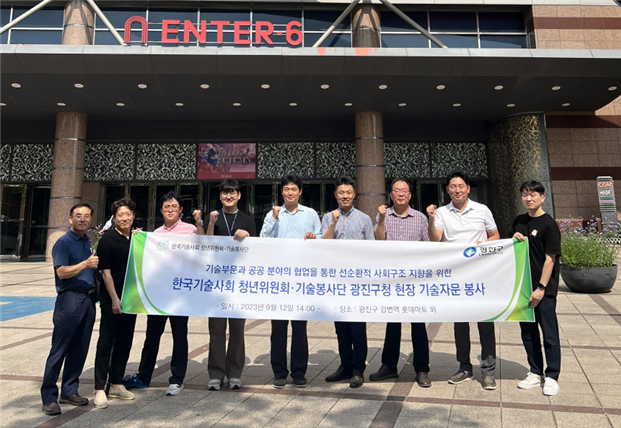 ENTER 6
한국기술사회 청년위원회·기술봉사단
광진구
기술부문과 공공 분야의 협업을 통한 선순환적 사회구조 지향을 위한
한국기술사회 청년위원회·기술봉사단 광진구청 현장 기술자문 봉사
- 일시 : 2023년 9월 12일 14:00 -
- 장소 : 광진구 강변역 롯데마트 외
CGV